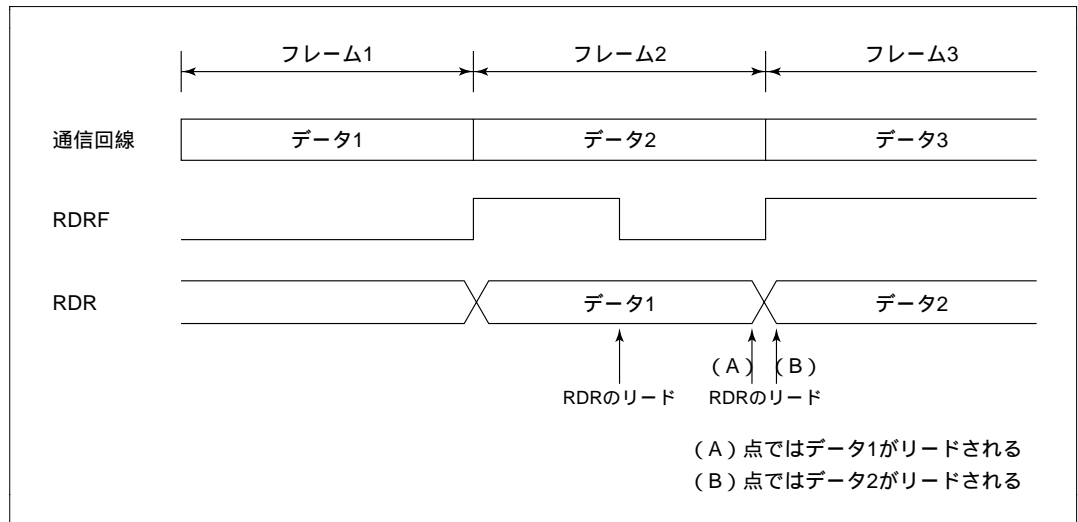 フレーム1 フレーム2 フレーム3
通信回線 データ1 データ2 データ3
RDRF
RDR データ1 データ2
(A) (B)
RDRのリード RDRのリード
(A)点ではデータ1がリードされる
(B)点ではデータ2がリードされる